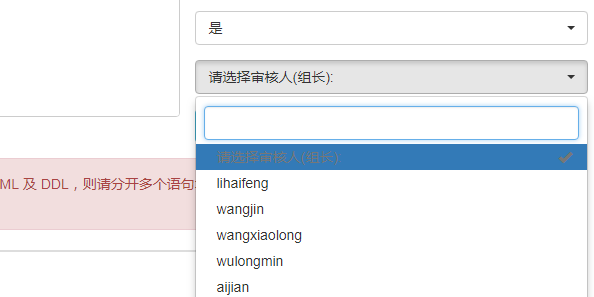 是
请选择审核人(组长):
请选择审核人(组长):
ML 及 DDL，则请分开多个语句
lihaifeng
wangjin
wangxiaolong
wulongmin
aijian